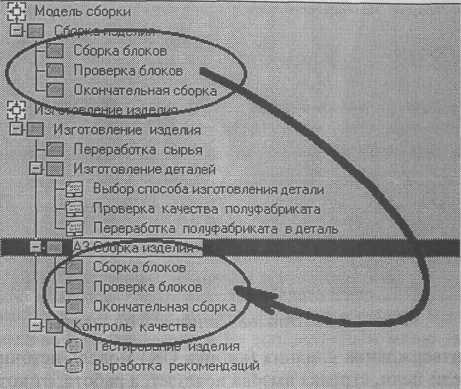 Модель сборки
Сборка изделия
Сборка блоков
Проверка блоков
Окончательная сборка
Изготовление изделия
Изготовление изделия
Переработка сырья
Изготовление деталей
Выбор способа изготовления детали
Проверка качества полуфабриката
Переработка полуфабриката в деталь
А3 Сборка изделия
Сборка блоков
Проверка блоков
Окончательная сборка
Контроль качества
Тестирование изделия
Выработка рекомендаций